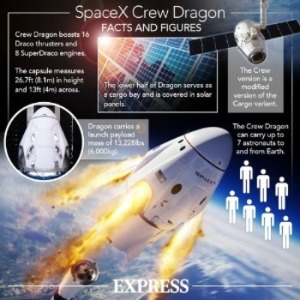 SpaceX Crew Dragon
FACTS AND FIGURES
Crew Dragon boasts 16
Draco thrusters and
8 SuperDraco engines.
The capsule measures
26.7ft (8.1m) in height
and 13ft (4m) across.
The lower half of Dragon serves as
a cargo bay and is covered in solar
panels.
The Crew
version is a
modified
version of the
Cargo variant.
Dragon carries a
launch payload
mass of 13,228lbs
(6,000kg).
The Crew Dragon
can carry up to
7 astronauts to
and from Earth.
SPACEX
EXPRESS